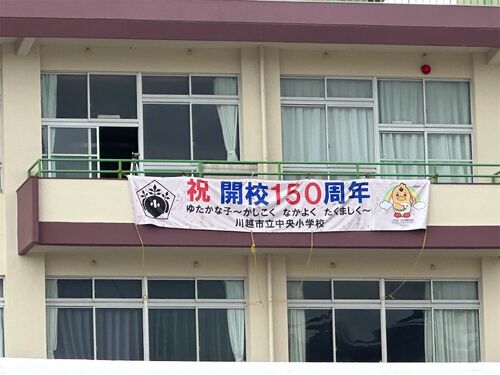 祝 開校150周年
ゆたかな子〜かしこく なかよく たくましく〜
川越市立中央小学校
小